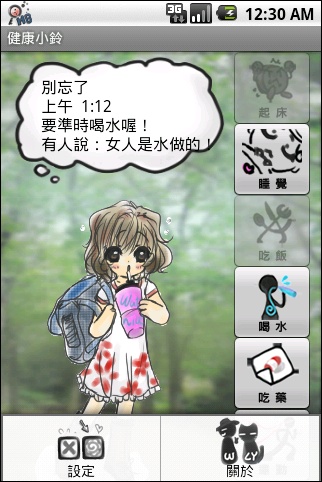 3G
12:30 AM
健康小鈴
別忘了
上午 1:12
要準時喝水喔！
有人說：女人是水做的！
起床
睡覺
吃飯
喝水
吃藥
設定
W LY
關於